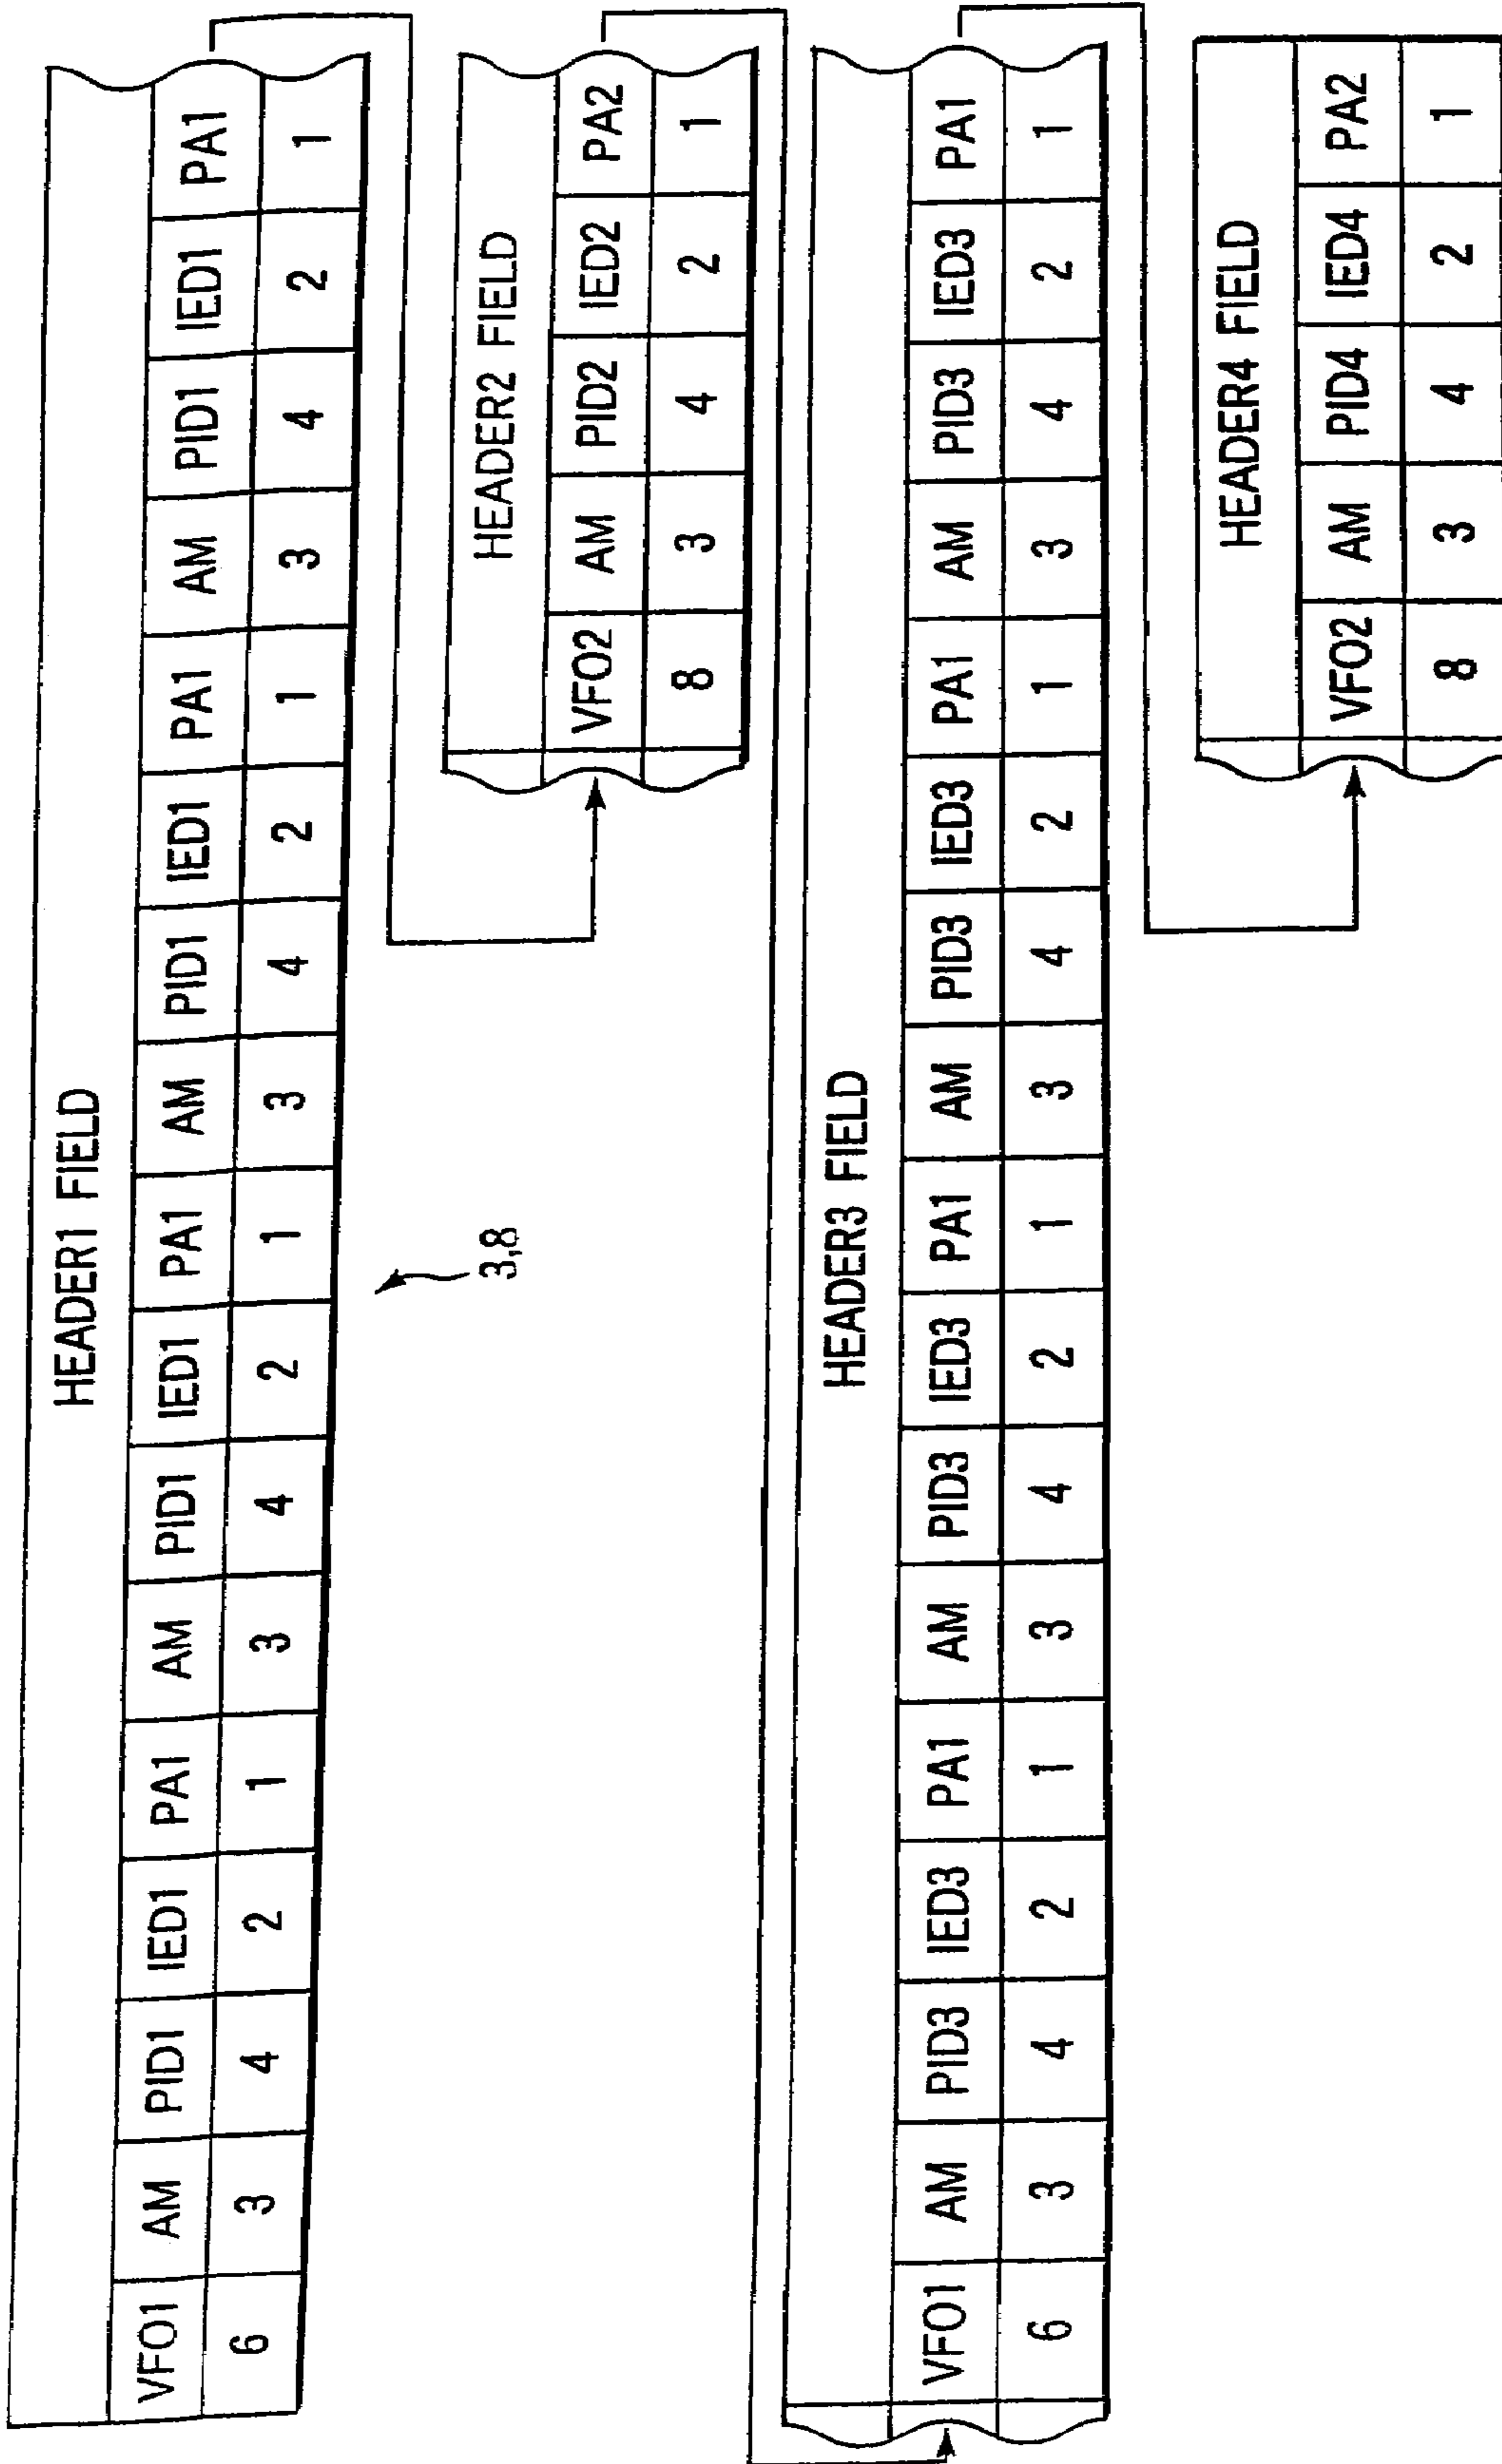 HEADER1 FIELD
VFO1 AM PID1 IED1 PA1 AM PID1 IED1 PA1 AM PID1 IED1 PA1 AM PID1 IED1 PA1
6 3 4 2 1 3 4 2 1 3 4 2 1 3 4 2 1
3,8
HEADER2 FIELD
VFO2 AM PID2 IED2 PA2
8 3 4 2 1
HEADER3 FIELD
VFO1 AM PID3 IED3 PA1 AM PID3 IED3 PA1 AM PID3 IED3 PA1 AM PID3 IED3 PA1
6 3 4 2 1 3 4 2 1 3 4 2 1 3 4 2 1
HEADER4 FIELD
VFO2 AM PID4 IED4 PA2
8 3 4 2 1